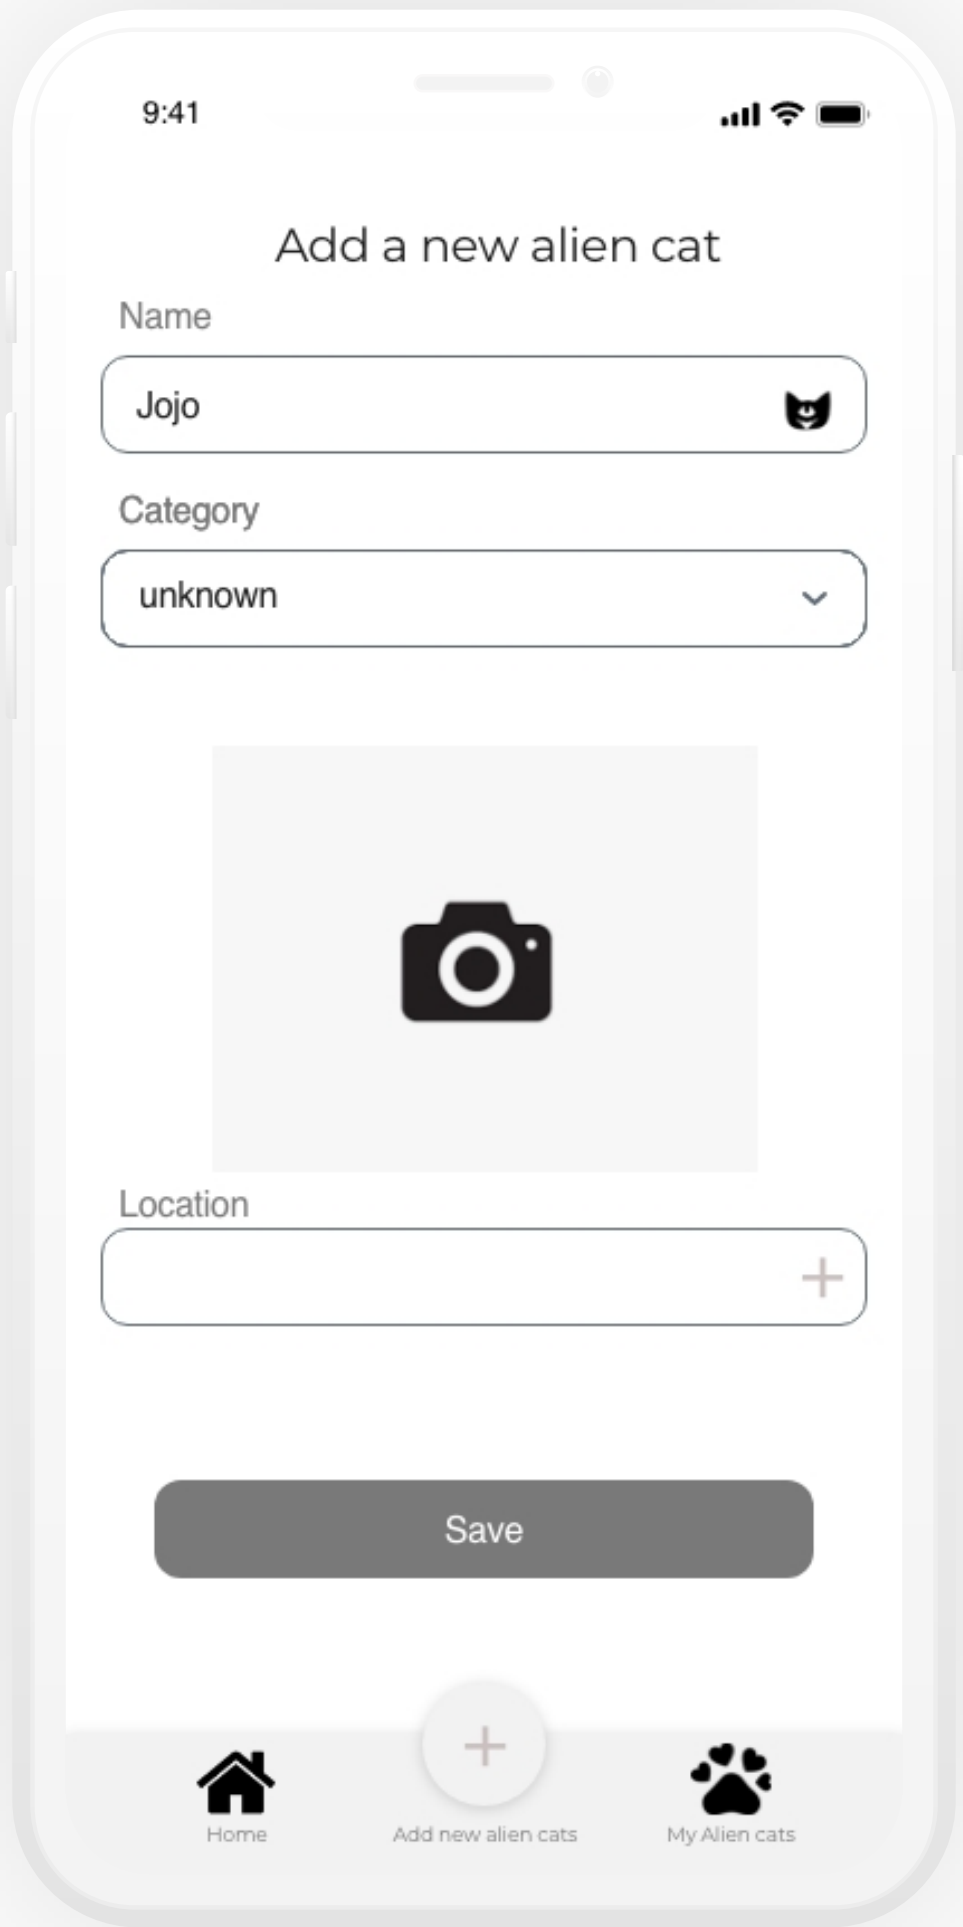 9:41
Add a new alien cat
Name
Jojo
Category
unknown
Location
Save
Home
Add new alien cats
My Alien cats